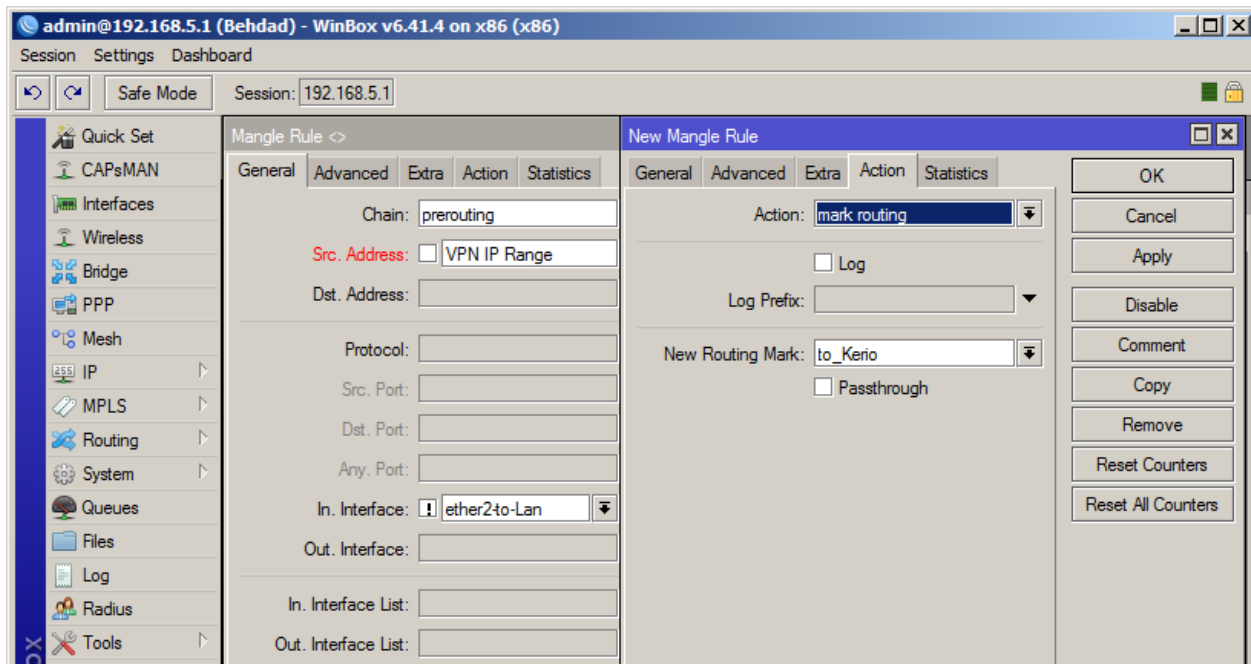 admin@192.168.5.1 (Behdad) - WinBox v6.41.4 on x86 (x86)
Session Settings Dashboard
Safe Mode Session: 192.168.5.1
Quick Set
CAPsMAN
Interfaces
Wireless
Bridge
PPP
Mesh
255 IP
MPLS
Routing
System
Queues
Files
Log
Radius
Tools
Mangle Rule <>
General Advanced Extra Action Statistics
Chain: prerouting
Src. Address: VPN IP Range
Dst. Address:
Protocol:
Src. Port:
Dst. Port:
Any. Port:
In. Interface: ! ether2-to-Lan
Out. Interface:
In. Interface List:
Out. Interface List:
New Mangle Rule
General Advanced Extra Action Statistics
Action: mark routing
Log
Log Prefix:
New Routing Mark: to_Kerio
Passthrough
OK
Cancel
Apply
Disable
Comment
Copy
Remove
Reset Counters
Reset All Counters